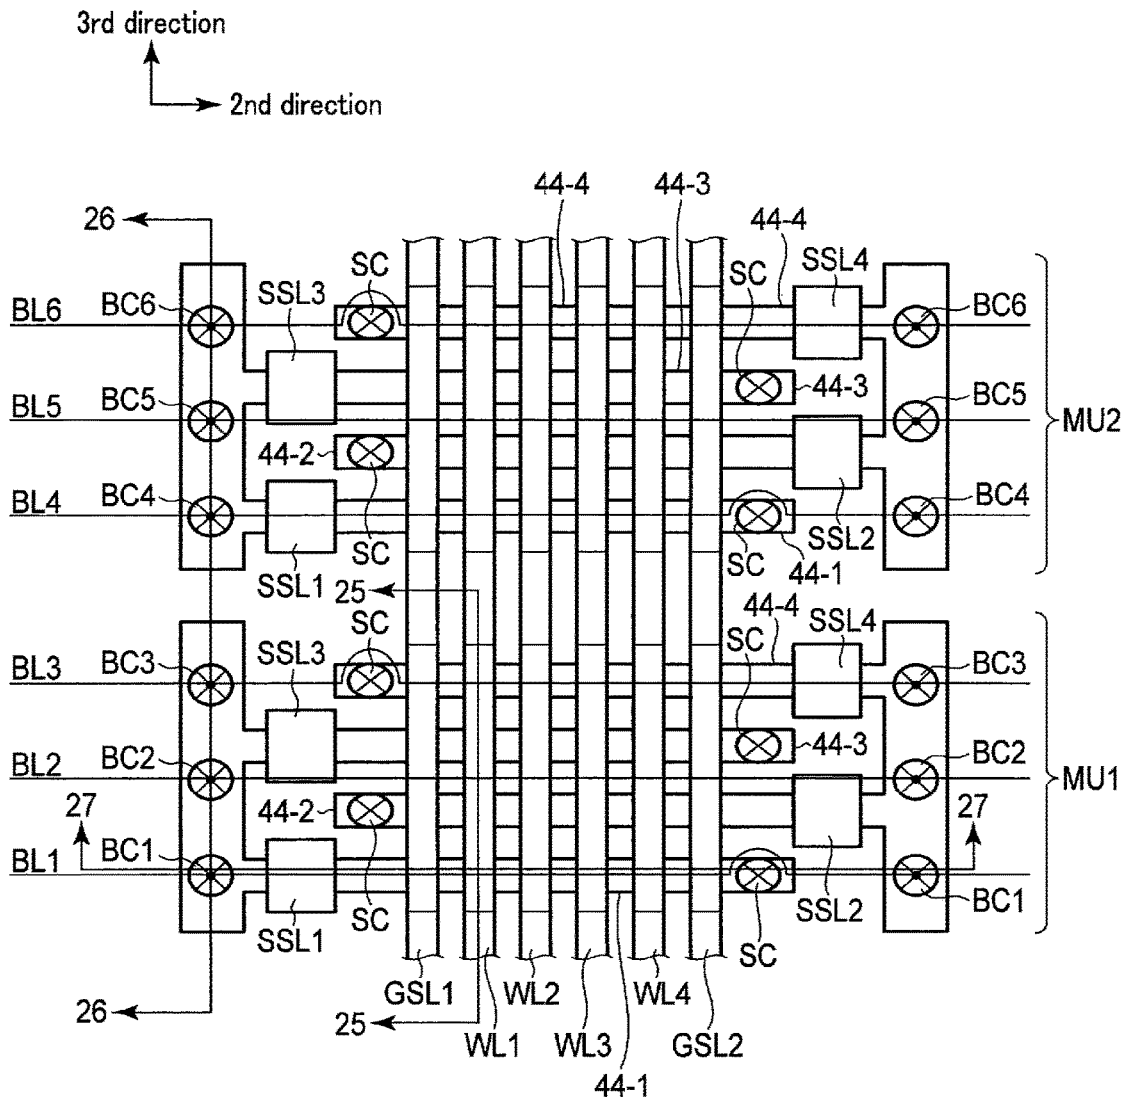 3rd direction
2nd direction
44-4 44-3
26 44-4
SC SC SSL4
BC6 SSL3 BC6
BL6
44-3
BL5 BC5 BC5 MU2
44-2
BL4 BC4 BC4
SC SSL2
SC 44-1
SSL1
25 44-4
SC SC SSL4
BL3 BC3 SSL3 BC3
44-3
BL2 BC2 BC2 MU1
27 44-2 27
BL1 BC1
SSL1 SC SSL2 BC1
SC
GSL1 WL2 WL4
26 25
WL1 WL3 GSL2
44-1